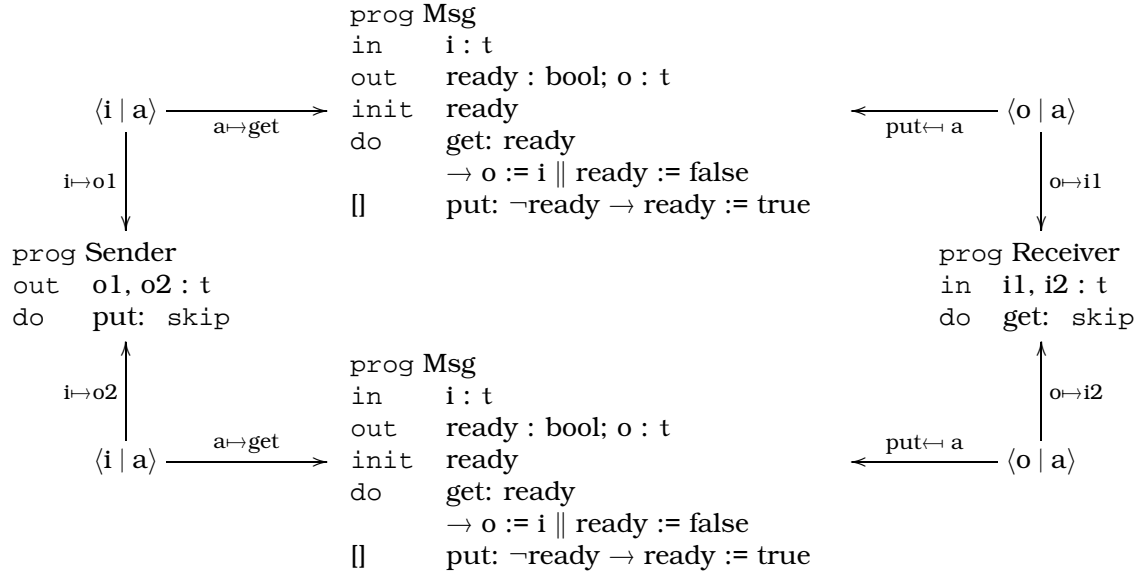 prog Msg
in i : t
out ready : bool; o : t
init ready
do get: ready
→ o := i ∥ ready := false
[] put: ¬ready → ready := true
⟨i | a⟩
a↦get
put↤ a
⟨o | a⟩
i↦o1
o↦i1
prog Sender
out o1, o2 : t
do put: skip
prog Receiver
in i1, i2 : t
do get: skip
i↦o2
o↦i2
prog Msg
in i : t
out ready : bool; o : t
init ready
do get: ready
→ o := i ∥ ready := false
[] put: ¬ready → ready := true
⟨i | a⟩
a↦get
put↤ a
⟨o | a⟩